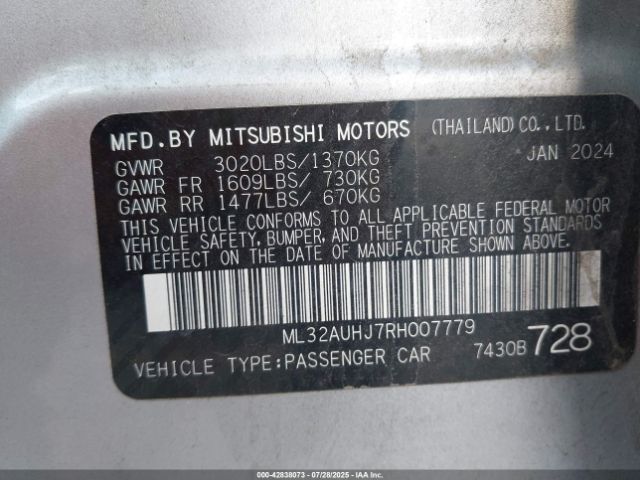 MFD.BY MITSUBISHI MOTORS (THAILAND)CO.,LTD.
GVWR 3020LBS/1370KG JAN 2024
GAWR FR 1609LBS/ 730KG
GAWR RR 1477LBS/ 670KG
THIS VEHICLE CONFORMS TO ALL APPLICABLE FEDERAL MOTOR
VEHICLE SAFETY, BUMPER, AND THEFT PREVENTION STANDARDS
IN EFFECT ON THE DATE OF MANUFACTURE SHOWN ABOVE.
ML32AUHJ7RH007779
VEHICLE TYPE:PASSENGER CAR 7430B 728
000-42838073 - 07/28/2025 - IAAI.com